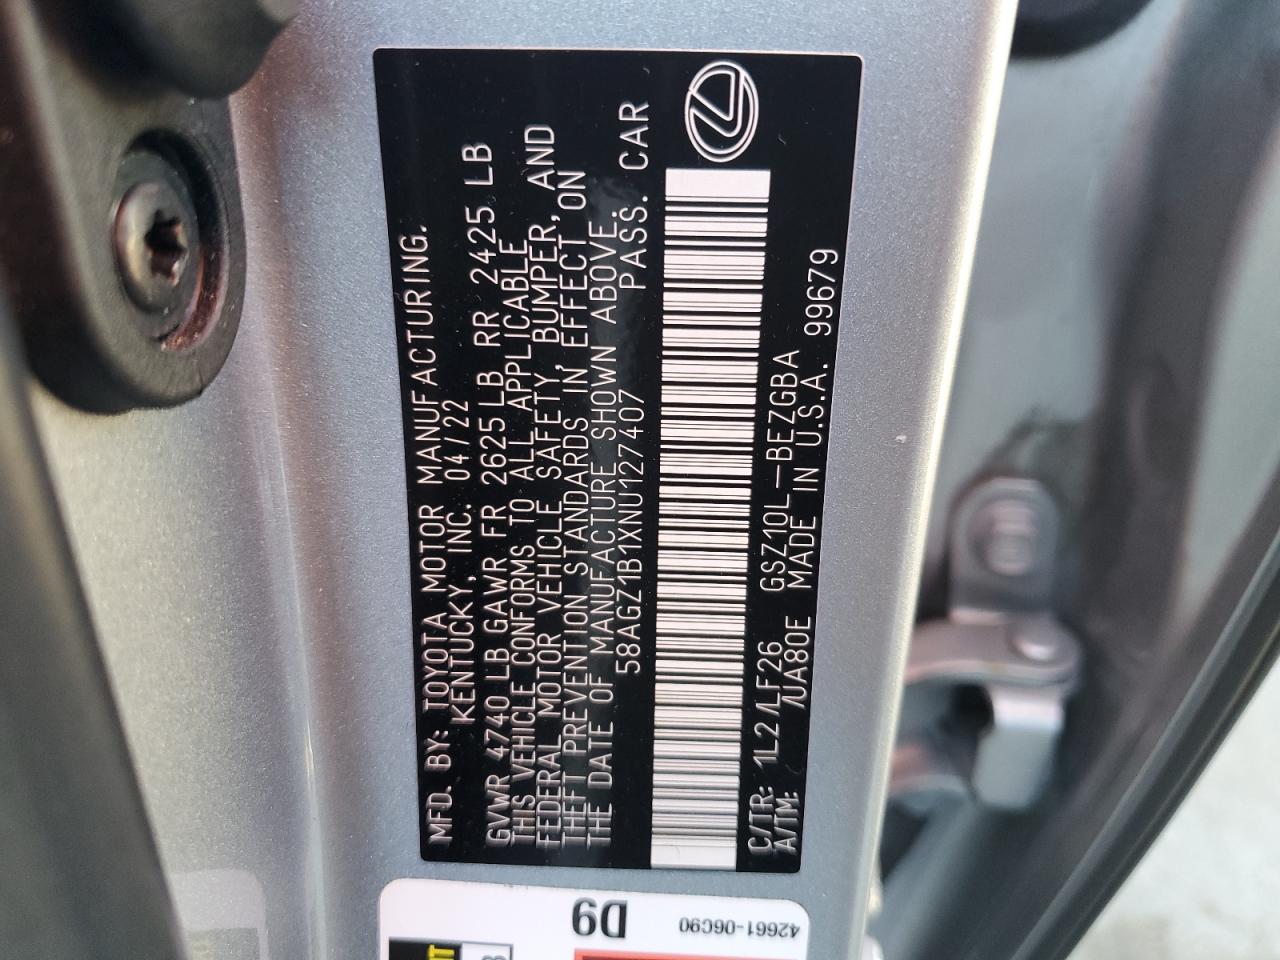 MFD. BY: TOYOTA MOTOR MANUFACTURING.
KENTUCKY, INC. 04/22
GVWR 4740 LB GAWR FR 2625LB RR 2425 LB
THIS VEHICLE CONFORMS TO ALL APPLICABLE
FEDERAL MOTOR VEHICLE SAFETY, BUMPER, AND
THEFT PREVENTION STANDARDS IN EFFECT ON
THE DATE OF MANUFACTURE SHOWN ABOVE.
58AGZ1B1XNU127407 PASS. CAR
C/TR: 1L2/LF26 GSZ10L-BEZGBA
A/TM: /UA80E MADE IN U.S.A. 99679
D9
42661-06C90